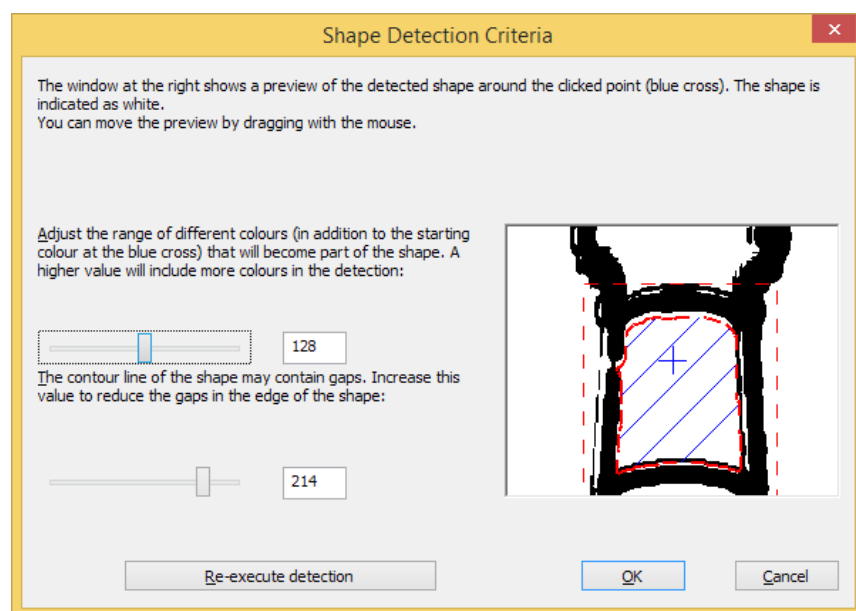 Shape Detection Criteria
The window at the right shows a preview of the detected shape around the clicked point (blue cross). The shape is
indicated as white.
You can move the preview by dragging with the mouse.
Adjust the range of different colours (in addition to the starting
colour at the blue cross) that will become part of the shape. A
higher value will include more colours in the detection:
128
The contour line of the shape may contain gaps. Increase this
value to reduce the gaps in the edge of the shape:
214
Re-execute detection
OK
Cancel